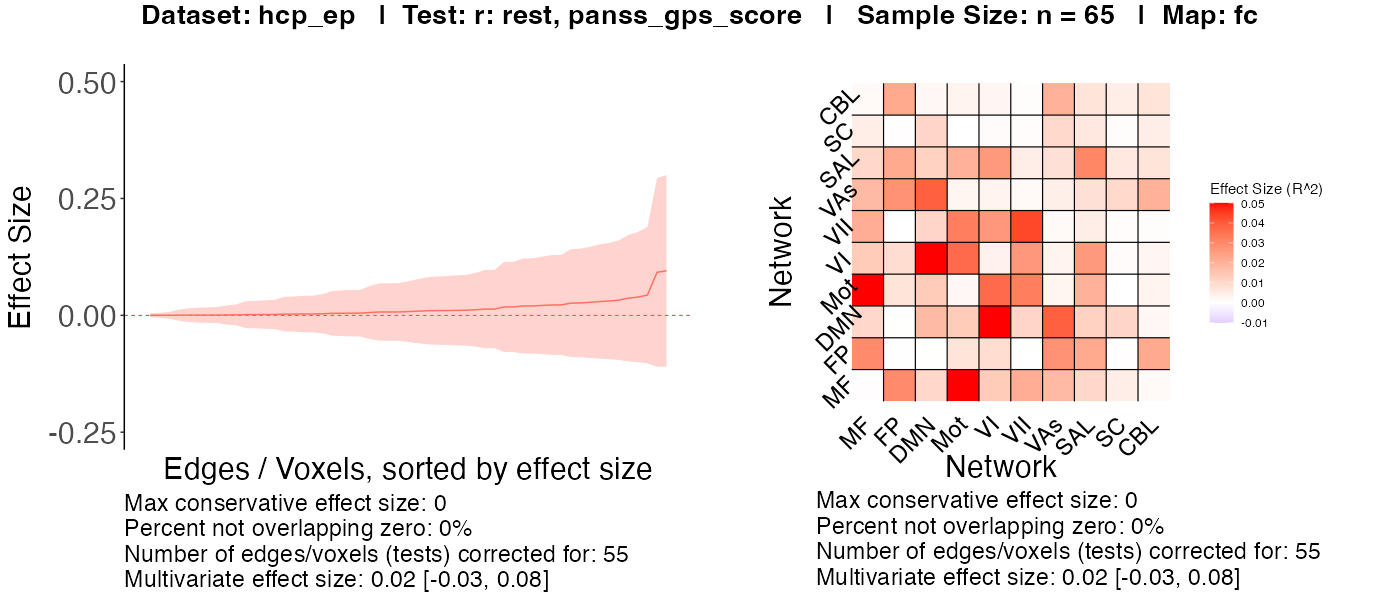 Dataset: hcp_ep | Test: r: rest, panss_gps_score | Sample Size: n = 65 | Map: fc
Effect Size
0.50
0.25
0.00
-0.25
Edges / Voxels, sorted by effect size
Max conservative effect size: 0
Percent not overlapping zero: 0%
Number of edges/voxels (tests) corrected for: 55
Multivariate effect size: 0.02 [-0.03, 0.08]
Network
CBL
SC
SAL
VAs
VII
VI
Mot
DMN
FP
MF
MF
FP
DMN
Mot
VI
VII
VAs
SAL
SC
CBL
Network
Effect Size (R^2)
0.05
0.04
0.03
0.02
0.01
0.00
-0.01
Max conservative effect size: 0
Percent not overlapping zero: 0%
Number of edges/voxels (tests) corrected for: 55
Multivariate effect size: 0.02 [-0.03, 0.08]